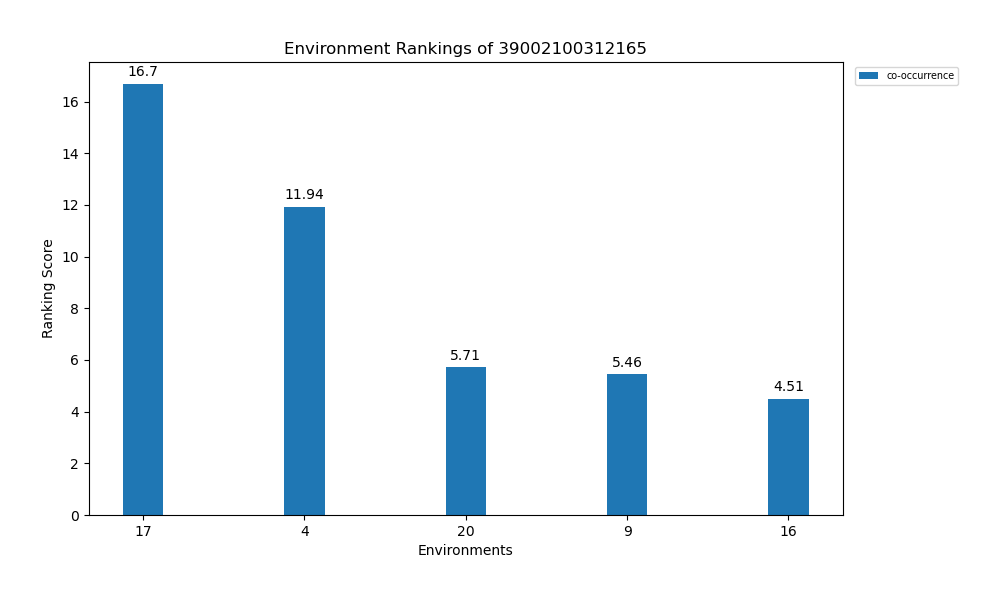 Environment Rankings of 39002100312165
co-occurrence
Ranking Score
16
14
12
10
8
6
4
2
0
16.7
11.94
5.71
5.46
4.51
17 4 20 9 16
Environments